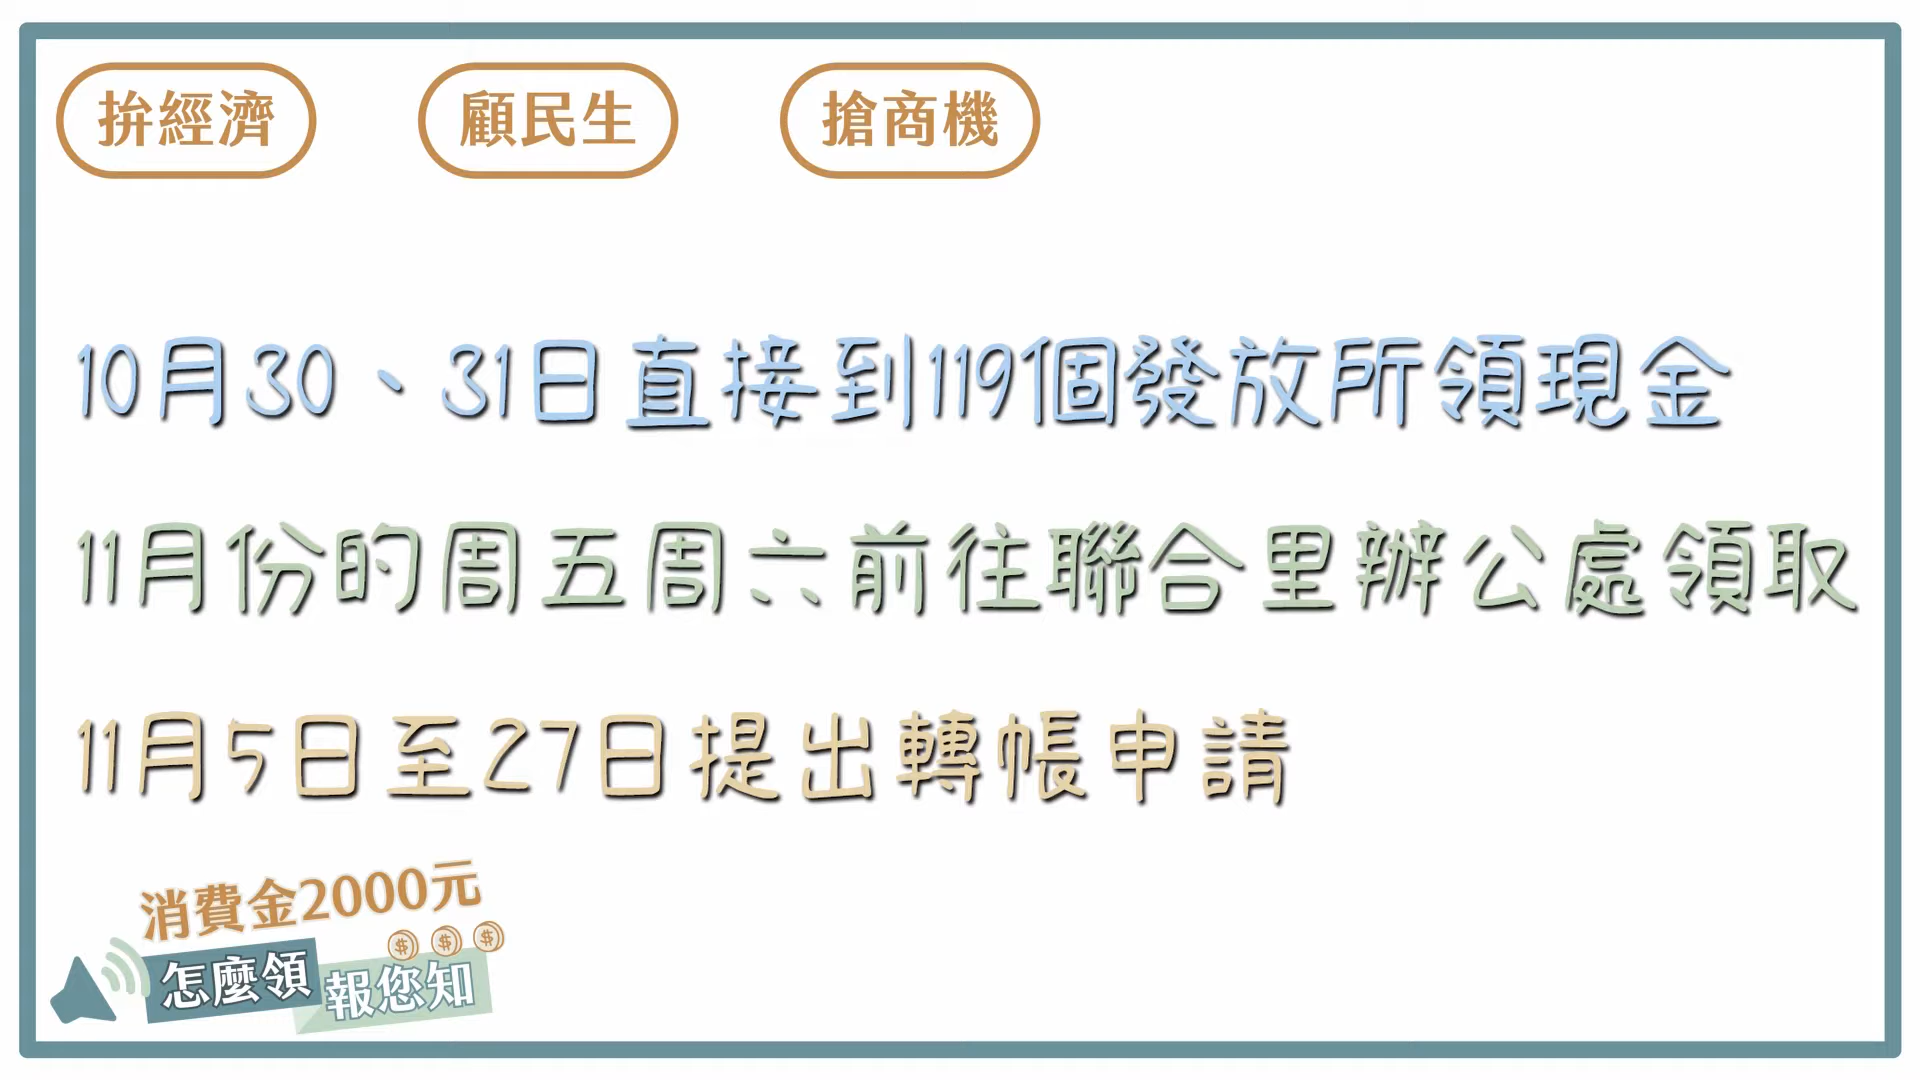 拚經濟 顧民生 搶商機
10月30、31日直接到119個發放所領現金
11月份的周五周六前往聯合里辦公處領取
11月5日至27日提出轉帳申請
消費金2000元
怎麼領 報您知